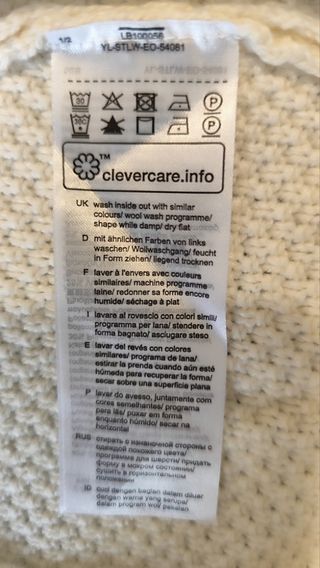 1/2
LB100056
YL-STLW-EO-54081
30
P
30C
P
™
clevercare.info
UK wash inside out with similar
colours/ wool wash programme/
shape while damp/ dry flat
D mit ähnlichen Farben von links
waschen/ Wollwaschgang/ feucht
in Form ziehen/ liegend trocknen
F laver à l'envers avec couleurs
similaires/ machine programme
laine/ redonner sa forme encore
humide/ séchage à plat
I lavare al rovescio con colori simili/
programma per lana/ stendere in
forma bagnato/ asciugare steso
E lavar del revés con colores
similares/ programa de lana/
estirar la prenda cuando aún esté
húmeda para recuperar la forma/
secar sobre una superficie plana
P lavar do avesso, juntamente com
cores semelhantes/ programa
para lãs/ puxar em forma
enquanto húmido/ secar na
horizontal
RUS стирать с изнаночной стороны с
одеждой похожего цвета/
программа для шерсти/ придать
форму в мокром состоянии/
сушить в горизонтальном
положении
ID cuci dengan bagian dalam diluar
dengan warna yang serupa/
dalam program wol/ pakaian